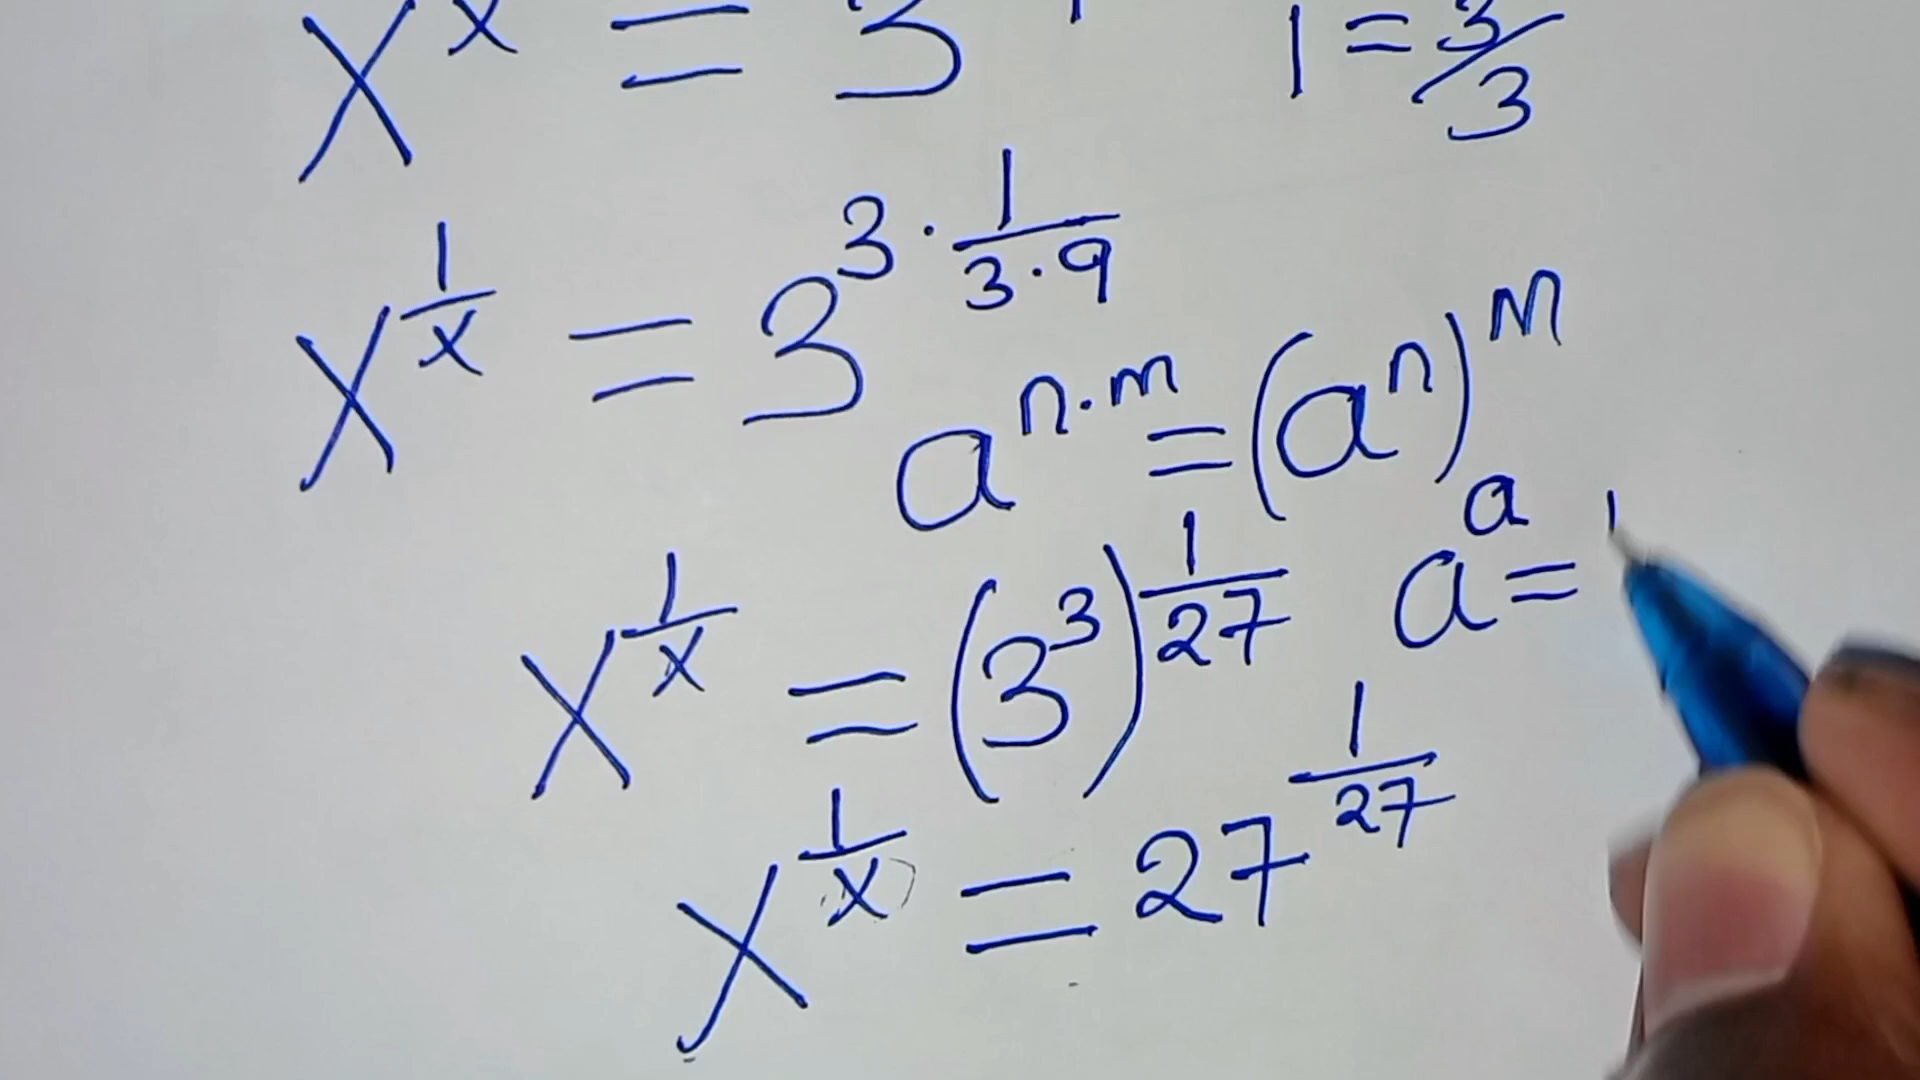 x^x = 3 1 = 3/3
x^(1/x) = 3^(3·1/(3·9))
a^(n·m) = (a^n)^m
x^(1/x) = (3^3)^(1/27) a^a =
x^(1/x) = 27^(1/27)